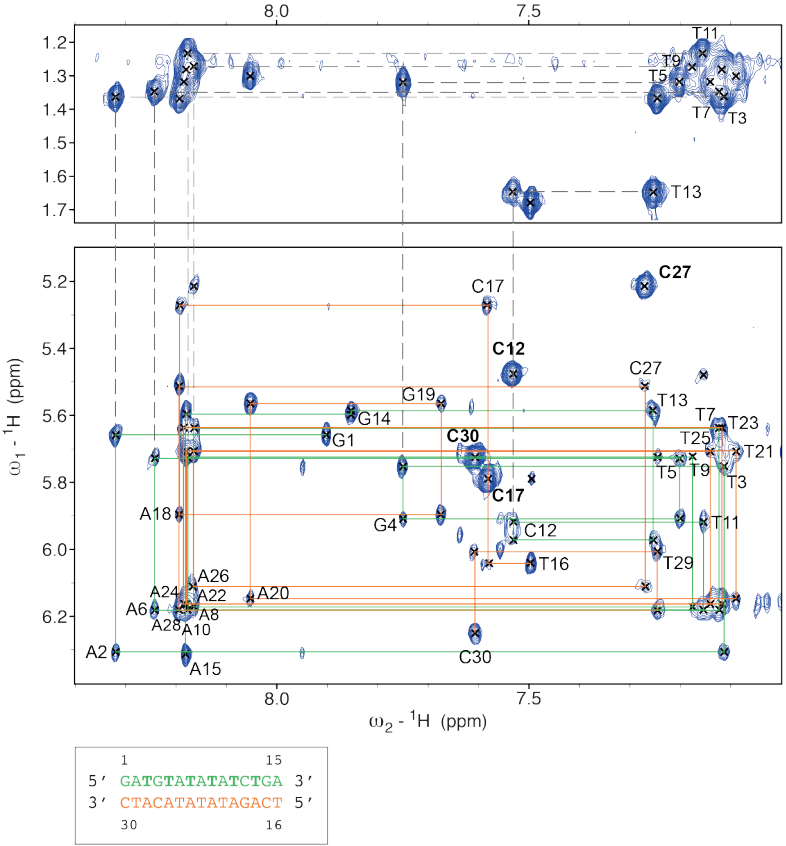 8.0 7.5
1.2
T11
T9
1.3
T5
1.4
T7 T3
1.5
1.6
T13
1.7
5.2
C27
C17
5.4
C12
C27
G19
T13
5.6
G14
T7 T23
G1
C30
T25 T21
T5 T9
T3
5.8
C17
A18
G4
C12
T11
6.0
T16
T29
A26
A24 A22
A20
6.2
A6
A8
A28
A10
C30
A2
A15
8.0 7.5
ω2 - 1H (ppm)
ω1 - 1H (ppm)
1 15
5′ GATGTATATATCTGA 3′
3′ CTACATATATAGACT 5′
30 16